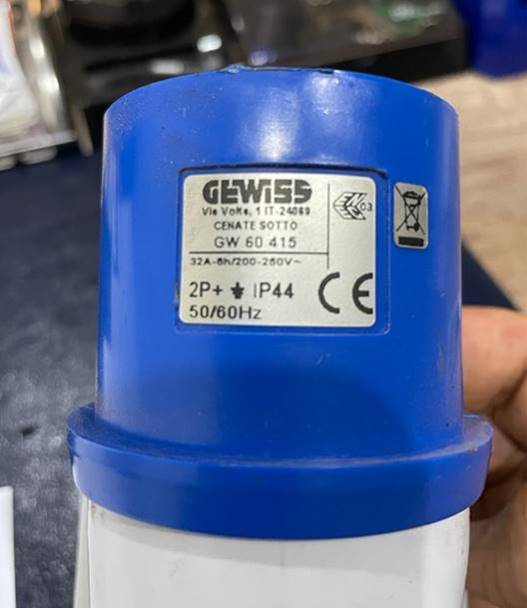 GEWISS
Via Volta, 1 IT-24069
CENATE SOTTO
GW 60 415
32A-6h/200-250V~
2P+ IP44
50/60Hz
CE
03